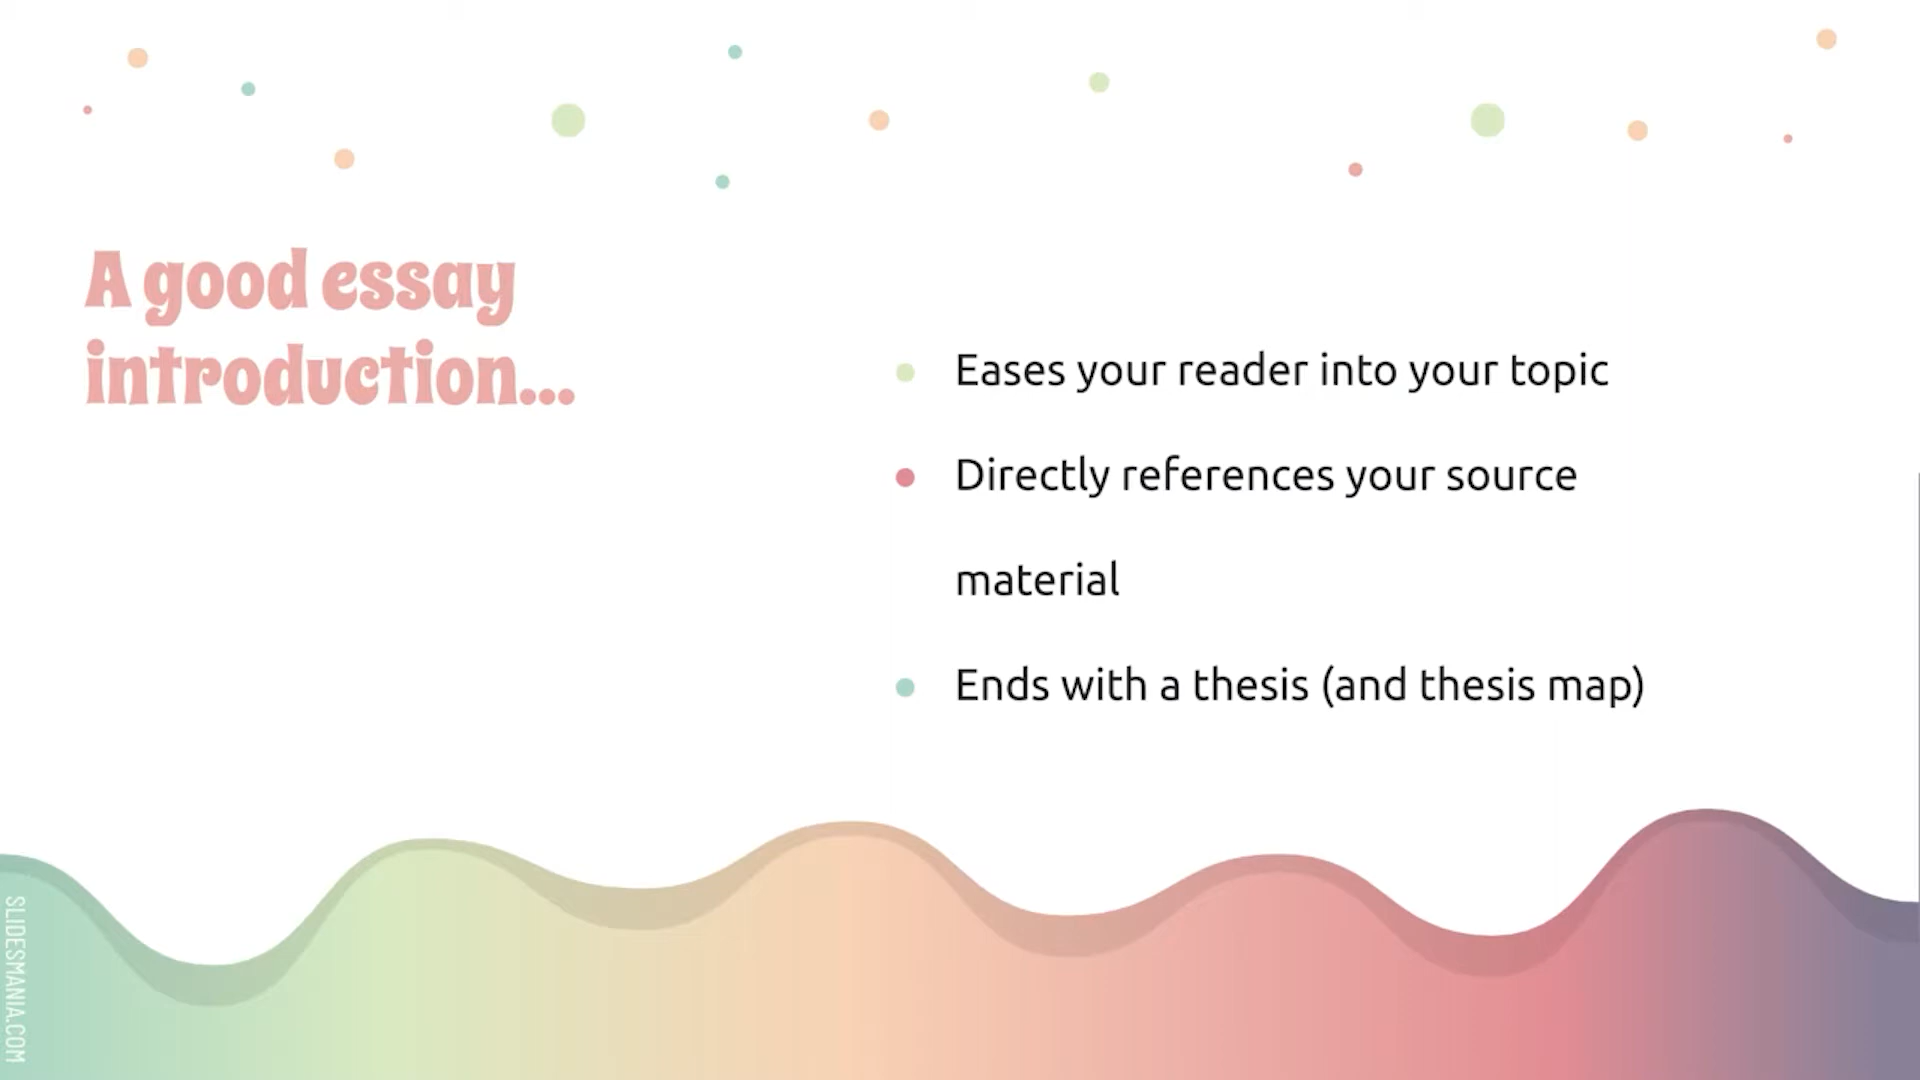 A good essay
introduction...
Eases your reader into your topic
Directly references your source
material
Ends with a thesis (and thesis map)
SLIDESMANIA.COM